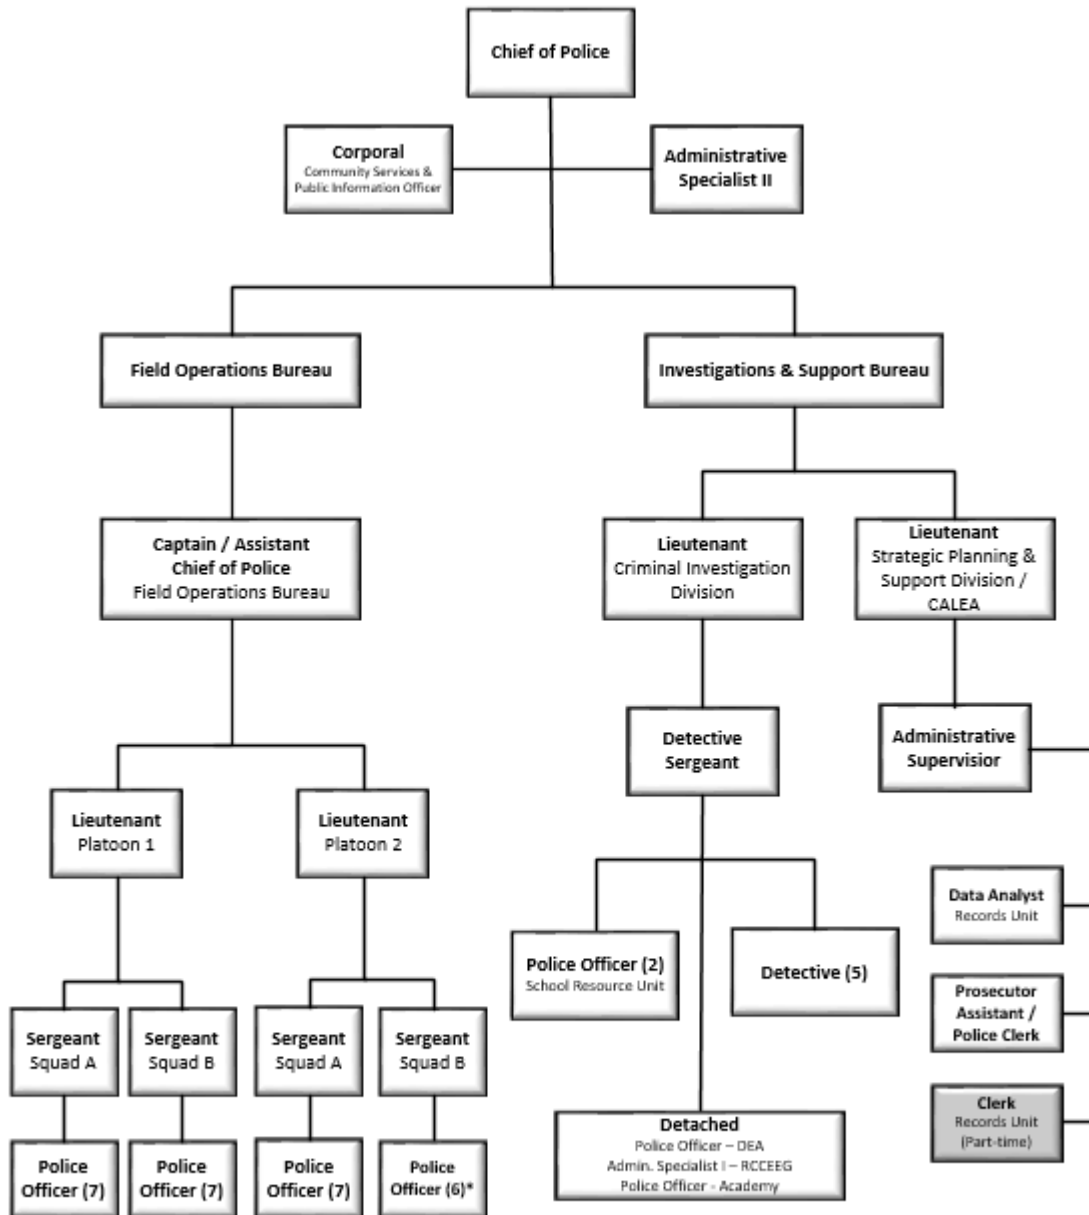 Chief of Police
Corporal
Community Services &
Public Information Officer
Administrative
Specialist II
Field Operations Bureau
Investigations & Support Bureau
Captain / Assistant
Chief of Police
Field Operations Bureau
Lieutenant
Criminal Investigation
Division
Lieutenant
Strategic Planning &
Support Division /
CALEA
Detective
Sergeant
Administrative
Supervisior
Lieutenant
Platoon 1
Lieutenant
Platoon 2
Data Analyst
Records Unit
Police Officer (2)
School Resource Unit
Detective (5)
Prosecutor
Assistant /
Police Clerk
Sergeant
Squad A
Sergeant
Squad B
Sergeant
Squad A
Sergeant
Squad B
Clerk
Records Unit
(Part-time)
Detached
Police Officer – DEA
Admin. Specialist I – RCCEEG
Police Officer - Academy
Police
Officer (7)
Police
Officer (7)
Police
Officer (7)
Police
Officer (6)*